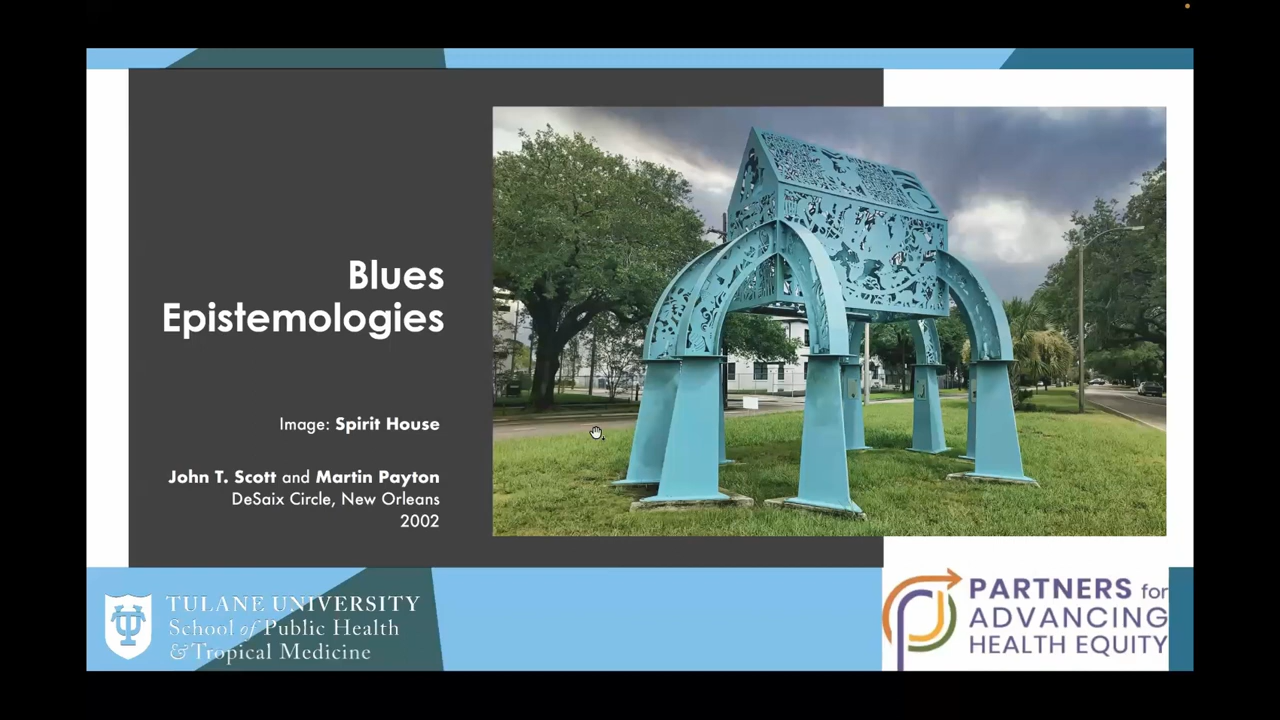 Blues
Epistemologies
Image: Spirit House
John T. Scott and Martin Payton
DeSaix Circle, New Orleans
2002
TULANE UNIVERSITY
School of Public Health
& Tropical Medicine
PARTNERS for
ADVANCING
HEALTH EQUITY